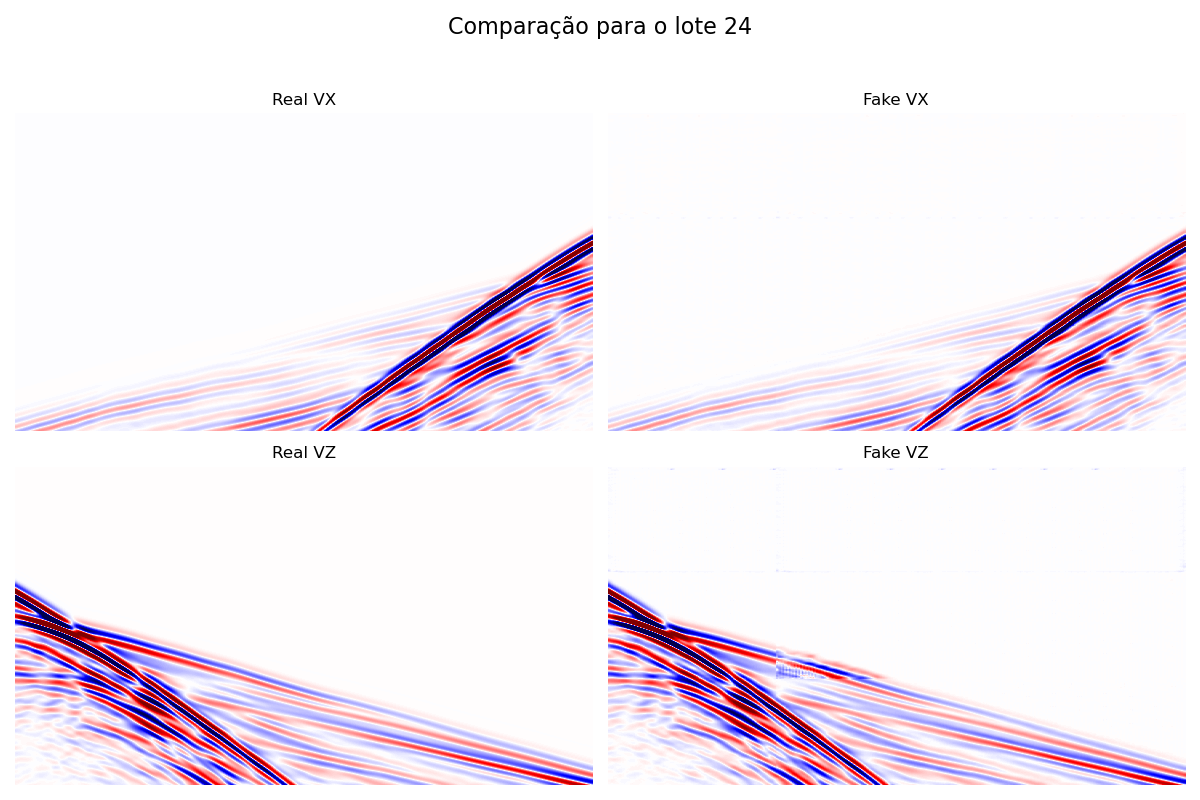 Comparação para o lote 24
Real VX
Fake VX
Real VZ
Fake VZ